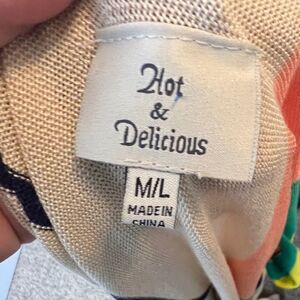 Hot
&
Delicious
M/L
MADE IN
CHINA